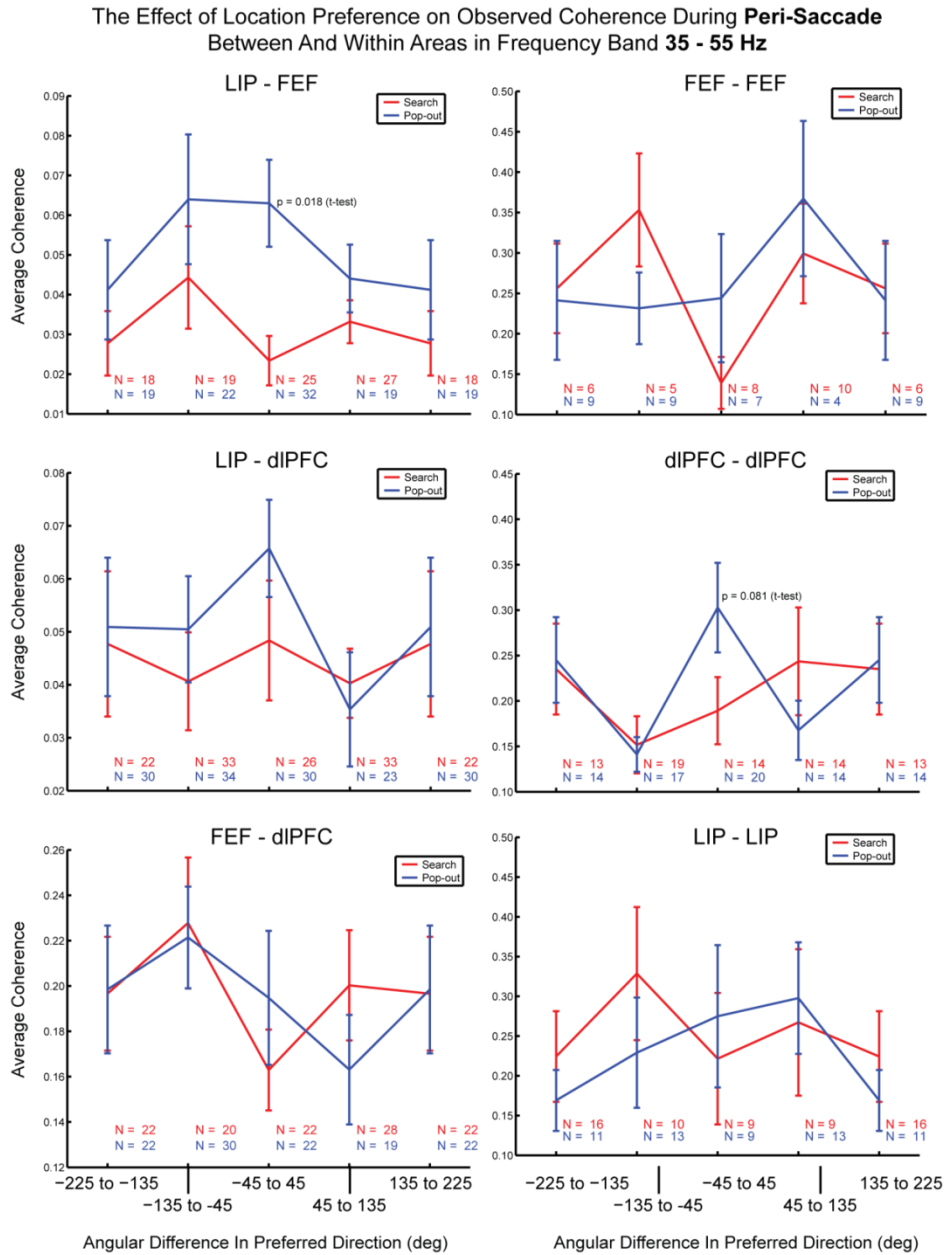 The Effect of Location Preference on Observed Coherence During Peri-Saccade
Between And Within Areas in Frequency Band 35 - 55 Hz
LIP - FEF
Search
Pop-out
Average Coherence
0.09
0.08
0.07
0.06
0.05
0.04
0.03
0.02
0.01
p = 0.018 (t-test)
N = 18
N = 19
N = 25
N = 27
N = 18
N = 19
N = 22
N = 32
N = 19
N = 19
FEF - FEF
Search
Pop-out
0.50
0.45
0.40
0.35
0.30
0.25
0.20
0.15
0.10
N = 6
N = 5
N = 8
N = 10
N = 6
N = 9
N = 9
N = 7
N = 4
N = 9
LIP - dlPFC
Search
Pop-out
Average Coherence
0.08
0.07
0.06
0.05
0.04
0.03
0.02
N = 22
N = 33
N = 26
N = 33
N = 22
N = 30
N = 34
N = 30
N = 23
N = 30
dlPFC - dlPFC
Search
Pop-out
0.45
0.40
0.35
0.30
0.25
0.20
0.15
0.10
p = 0.081 (t-test)
N = 13
N = 19
N = 14
N = 14
N = 13
N = 14
N = 17
N = 20
N = 14
N = 14
FEF - dlPFC
Search
Pop-out
Average Coherence
0.26
0.24
0.22
0.20
0.18
0.16
0.14
0.12
N = 22
N = 20
N = 22
N = 28
N = 22
N = 22
N = 30
N = 22
N = 19
N = 22
−225 to −135
−135 to -45
−45 to 45
45 to 135
135 to 225
Angular Difference In Preferred Direction (deg)
LIP - LIP
Search
Pop-out
0.50
0.45
0.40
0.35
0.30
0.25
0.20
0.15
0.10
N = 16
N = 10
N = 9
N = 9
N = 16
N = 11
N = 13
N = 9
N = 13
N = 11
−225 to −135
−135 to −45
−45 to 45
45 to 135
135 to 225
Angular Difference In Preferred Direction (deg)